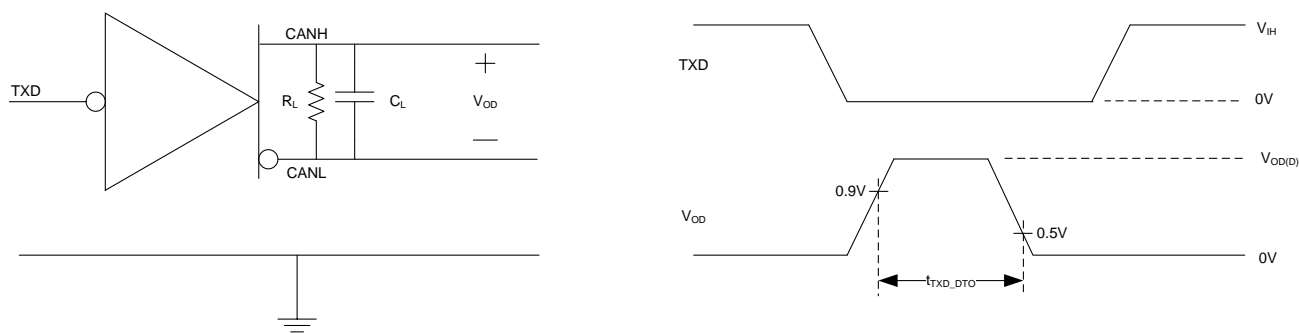 CANH
TXD
R_L
C_L
+
V_OD
—
CANL
TXD
V_IH
0V
V_OD
0.9V
V_OD(D)
0.5V
0V
t_TXD_DTO